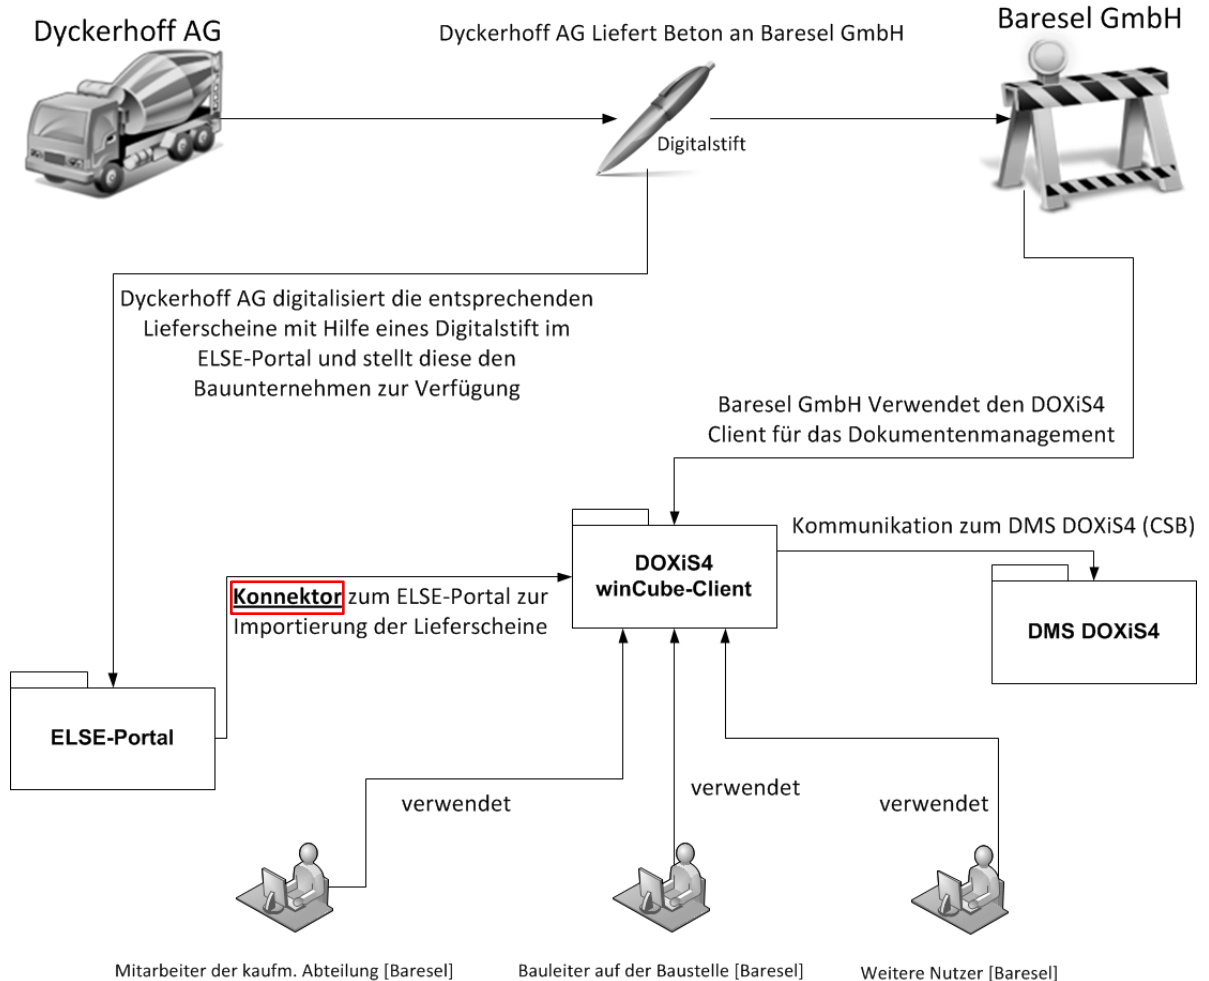 Dyckerhoff AG
Dyckerhoff AG Liefert Beton an Baresel GmbH
Baresel GmbH
Digitalstift
Dyckerhoff AG digitalisiert die entsprechenden
Lieferscheine mit Hilfe eines Digitalstift im
ELSE-Portal und stellt diese den
Bauunternehmen zur Verfügung
Baresel GmbH Verwendet den DOXiS4
Client für das Dokumentenmanagement
Kommunikation zum DMS DOXiS4 (CSB)
DOXiS4
winCube-Client
Konnektor zum ELSE-Portal zur
Importierung der Lieferscheine
DMS DOXiS4
ELSE-Portal
verwendet
verwendet
verwendet
Mitarbeiter der kaufm. Abteilung [Baresel]
Bauleiter auf der Baustelle [Baresel]
Weitere Nutzer [Baresel]